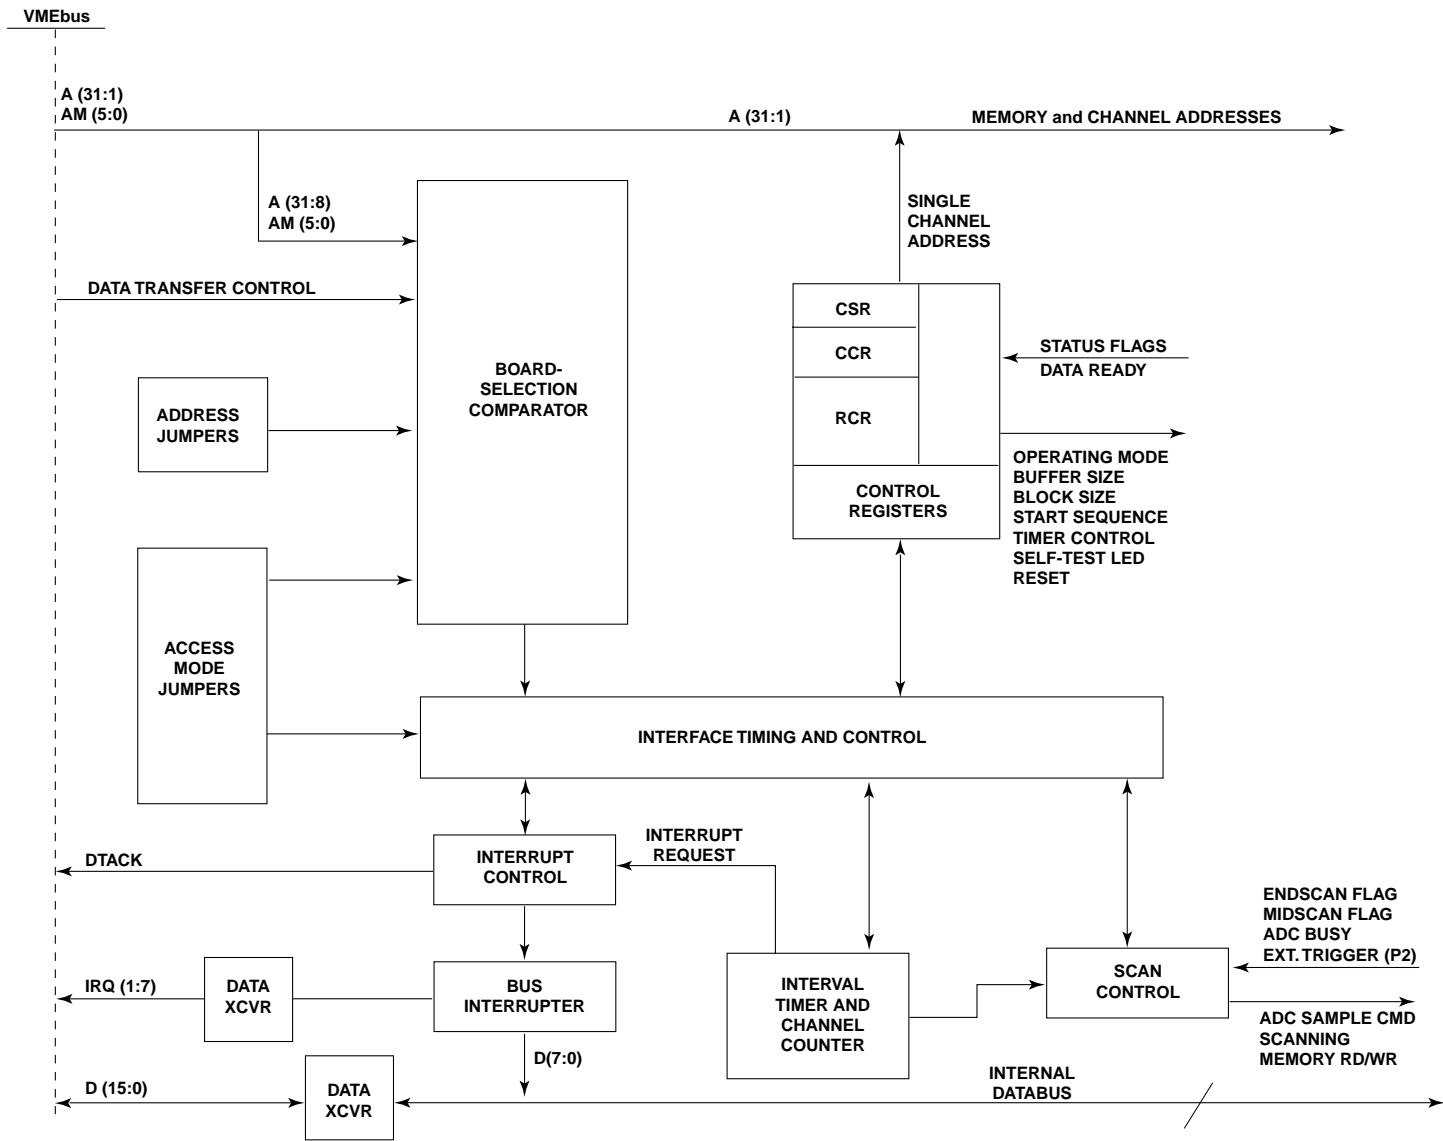 VMEbus
A (31:1)
AM (5:0)
A (31:1)
MEMORY and CHANNEL ADDRESSES
A (31:8)
AM (5:0)
SINGLE
CHANNEL
ADDRESS
DATA TRANSFER CONTROL
BOARD-
SELECTION
COMPARATOR
CSR
CCR
RCR
CONTROL
REGISTERS
STATUS FLAGS
DATA READY
ADDRESS
JUMPERS
OPERATING MODE
BUFFER SIZE
BLOCK SIZE
START SEQUENCE
TIMER CONTROL
SELF-TEST LED
RESET
ACCESS
MODE
JUMPERS
INTERFACE TIMING AND CONTROL
DTACK
INTERRUPT
CONTROL
INTERRUPT
REQUEST
ENDSCAN FLAG
MIDSCAN FLAG
ADC BUSY
EXT. TRIGGER (P2)
IRQ (1:7)
DATA
XCVR
BUS
INTERRUPTER
INTERVAL
TIMER AND
CHANNEL
COUNTER
SCAN
CONTROL
ADC SAMPLE CMD
SCANNING
MEMORY RD/WR
D(7:0)
D (15:0)
DATA
XCVR
INTERNAL
DATABUS